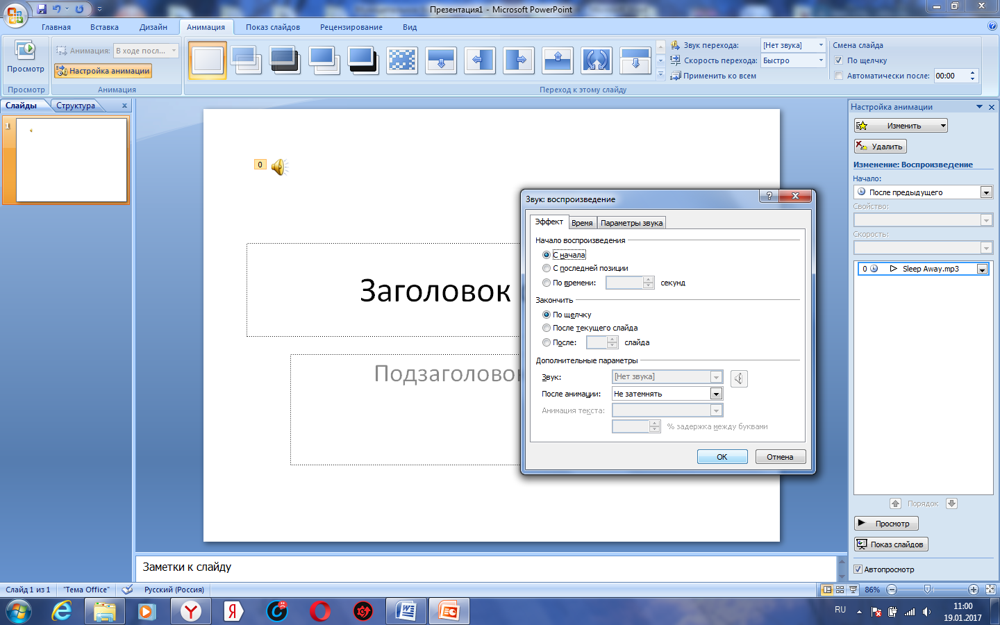 Презентация1 - Microsoft PowerPoint
Главная Вставка Дизайн Анимация Показ слайдов Рецензирование Вид
Просмотр
Просмотр
Анимация: В ходе посл...
Настройка анимации
Анимация
Переход к этому слайду
Звук перехода: [Нет звука]
Скорость перехода: Быстро
Применить ко всем
Смена слайда
По щелчку
Автоматически после: 00:00
Слайды Структура x
1
0
Заголовок
Подзаголовок
Звук: воспроизведение
Эффект Время Параметры звука
Начало воспроизведения
С начала
С последней позиции
По времени: секунд
Закончить
По щелчку
После текущего слайда
После: слайда
Дополнительные параметры
Звук: [Нет звука]
После анимации: Не затемнять
Анимация текста:
% задержка между буквами
ОК Отмена
Настройка анимации
Изменить
Удалить
Изменение: Воспроизведение
Начало:
После предыдущего
Свойство:
Скорость:
0 Sleep Away.mp3
Порядок
Просмотр
Показ слайдов
Автопросмотр
Заметки к слайду
Слайд 1 из 1 "Тема Office" Русский (Россия) 86%
RU 11:00
19.01.2017